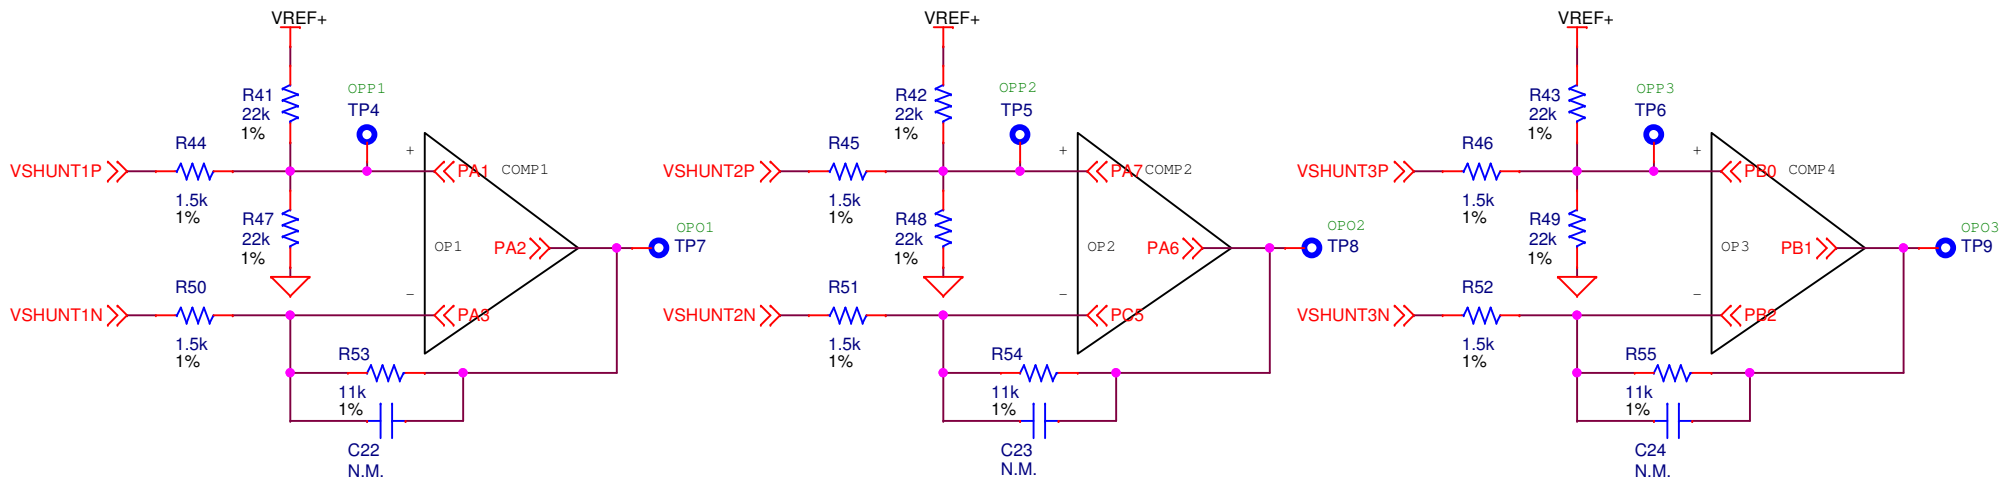 VREF+
R41
22k
1%
OPP1
TP4
R44
VSHUNT1P
1.5k
1%
+
PA1
COMP1
R47
22k
1%
OP1
PA2
OPO1
TP7
R50
VSHUNT1N
1.5k
1%
−
PA3
R53
11k
1%
C22
N.M.
VREF+
R42
22k
1%
OPP2
TP5
R45
VSHUNT2P
1.5k
1%
+
PA7
COMP2
R48
22k
1%
OP2
PA6
OPO2
TP8
R51
VSHUNT2N
1.5k
1%
−
PC5
R54
11k
1%
C23
N.M.
VREF+
R43
22k
1%
OPP3
TP6
R46
VSHUNT3P
1.5k
1%
+
PB0
COMP4
R49
22k
1%
OP3
PB1
OPO3
TP9
R52
VSHUNT3N
1.5k
1%
−
PB2
R55
11k
1%
C24
N.M.